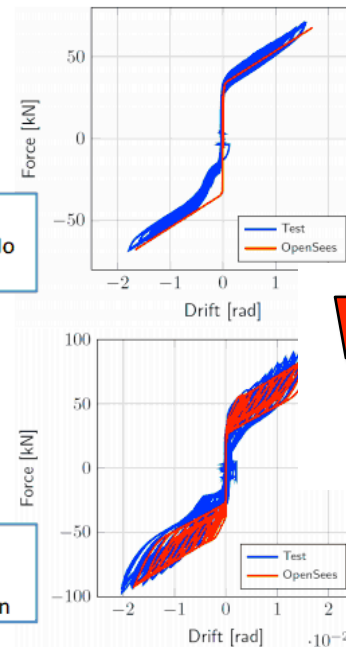 50
0
−50
Force [kN]
Test
OpenSees
−2
−1
0
1
Drift [rad]
100
50
0
−50
−100
Force [kN]
Test
OpenSees
−2
−1
0
1
2
Drift [rad]
·10⁻²